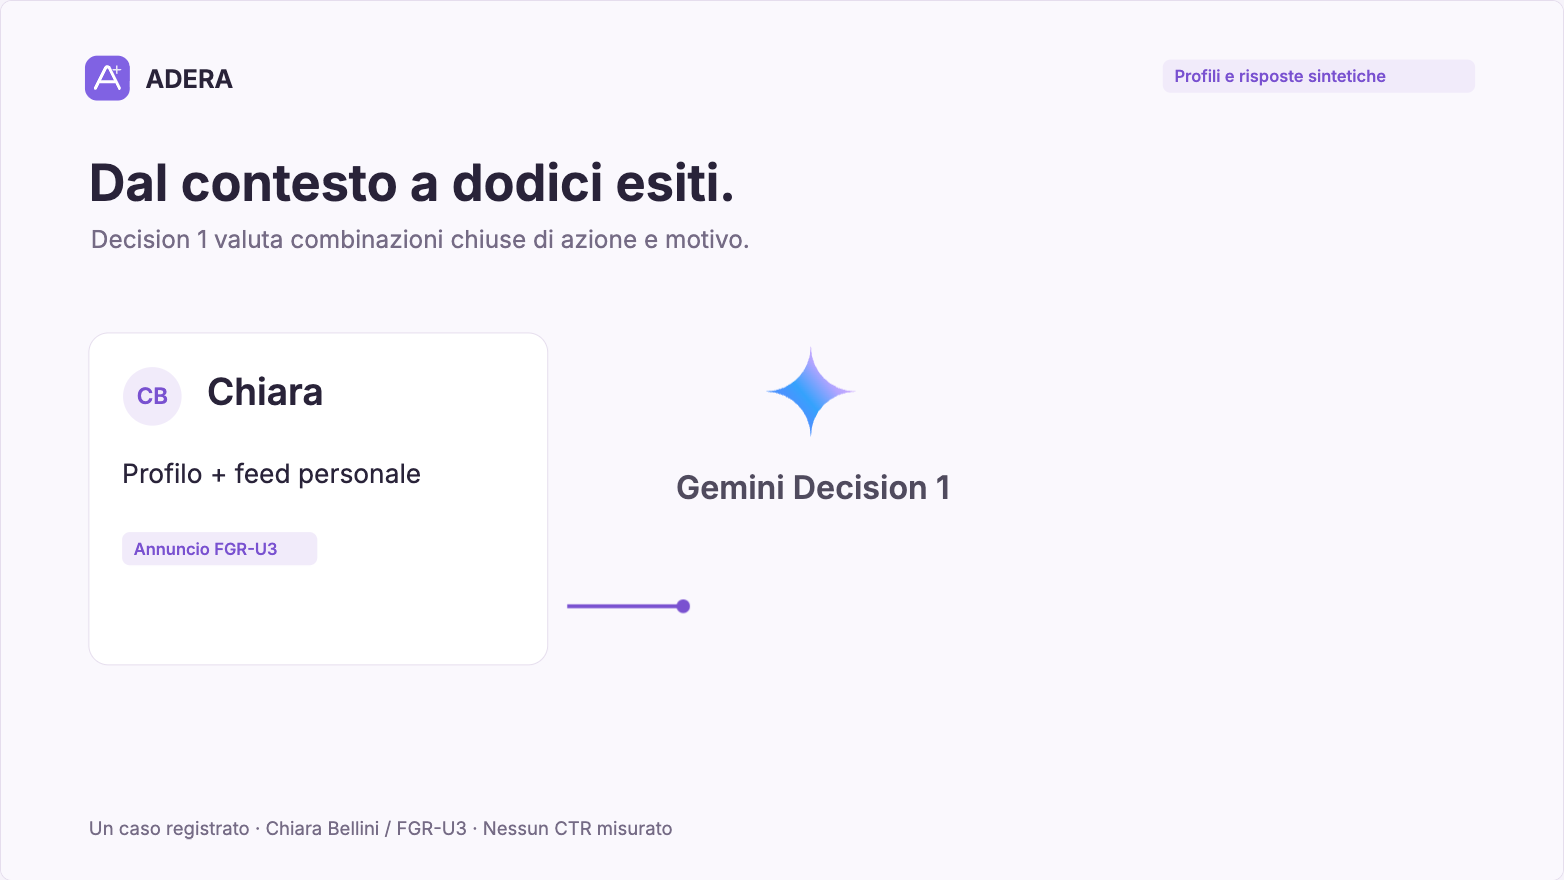 ADERA
Profili e risposte sintetiche
Dal contesto a dodici esiti.
Decision 1 valuta combinazioni chiuse di azione e motivo.
CB
Chiara
Profilo + feed personale
Annuncio FGR-U3
Gemini Decision 1
Un caso registrato · Chiara Bellini / FGR-U3 · Nessun CTR misurato